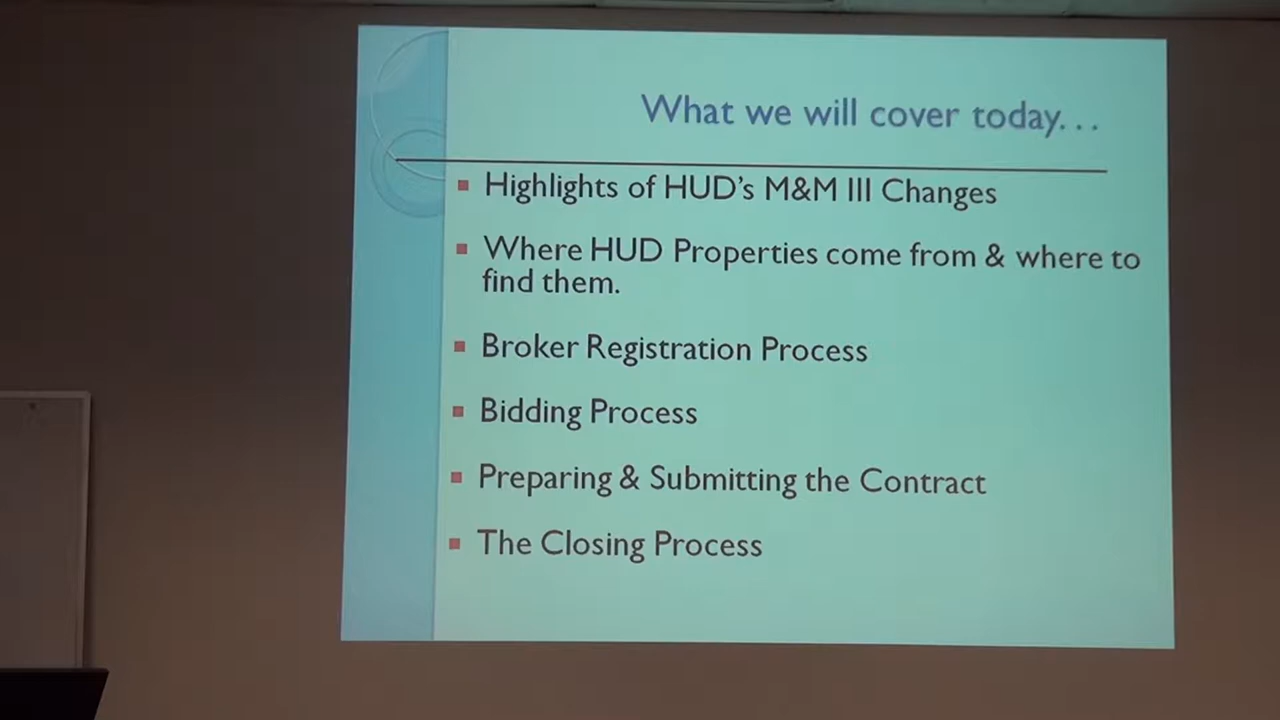 What we will cover today. . .
▪ Highlights of HUD's M&M III Changes
▪ Where HUD Properties come from & where to
find them.
▪ Broker Registration Process
▪ Bidding Process
▪ Preparing & Submitting the Contract
▪ The Closing Process